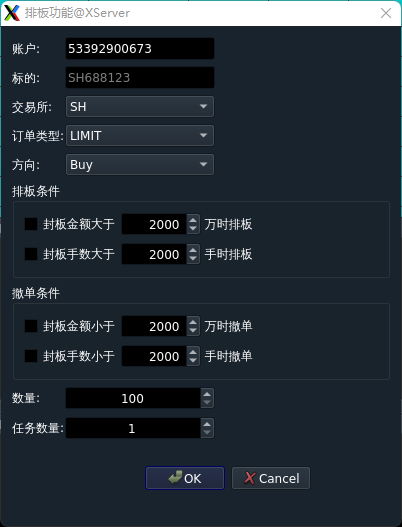 排板功能@XServer
账户: 53392900673
标的: SH688123
交易所: SH
订单类型: LIMIT
方向: Buy
排板条件
封板金额大于 2000 万时排板
封板手数大于 2000 手时排板
撤单条件
封板金额小于 2000 万时撤单
封板手数小于 2000 手时撤单
数量: 100
任务数量: 1
OK Cancel